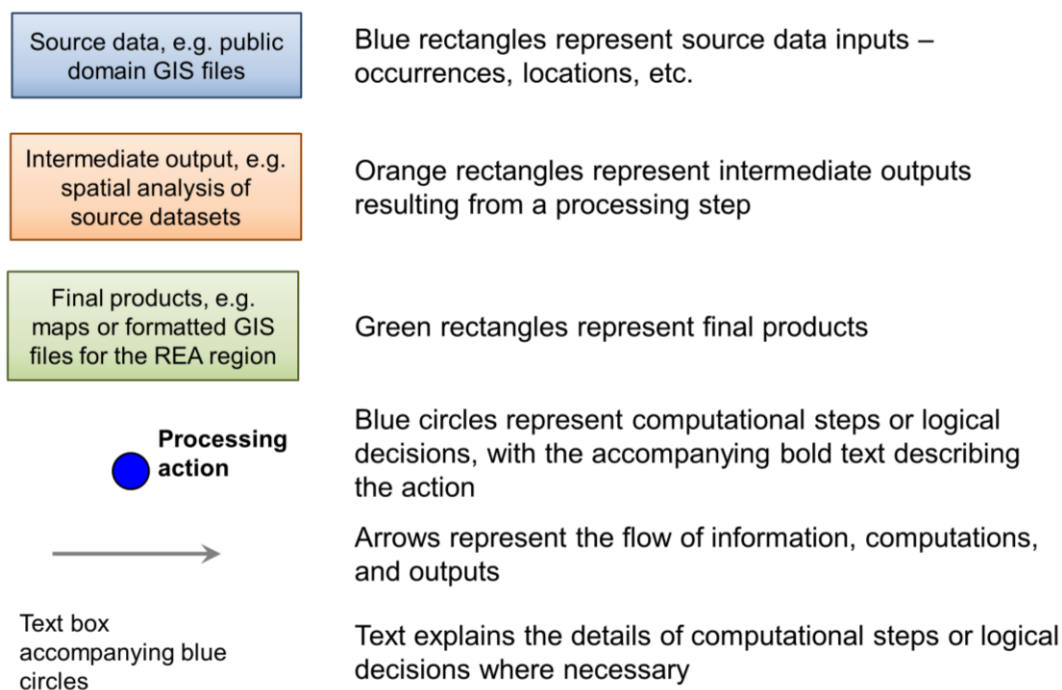 Source data, e.g. public
domain GIS files
Blue rectangles represent source data inputs –
occurrences, locations, etc.
Intermediate output, e.g.
spatial analysis of
source datasets
Orange rectangles represent intermediate outputs
resulting from a processing step
Final products, e.g.
maps or formatted GIS
files for the REA region
Green rectangles represent final products
Processing
action
Blue circles represent computational steps or logical
decisions, with the accompanying bold text describing
the action
Arrows represent the flow of information, computations,
and outputs
Text box
accompanying blue
circles
Text explains the details of computational steps or logical
decisions where necessary